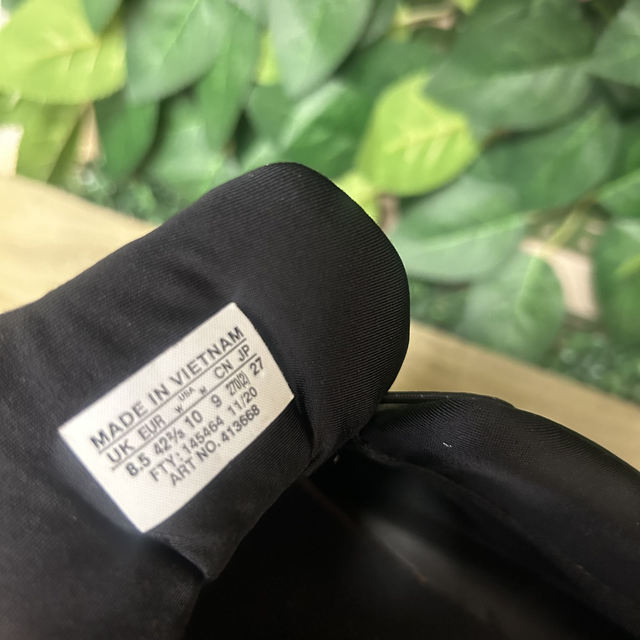 MADE IN VIETNAM
UK EUR USA W M CN JP
8.5 42⅔ 10 9 270(2) 27
FTY: 145464 11/20
ART NO. 413668